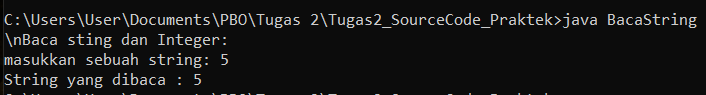 C:\Users\User\Documents\PBO\Tugas 2\Tugas2_SourceCode_Praktek>java BacaString
\nBaca sting dan Integer:
masukkan sebuah string: 5
String yang dibaca : 5